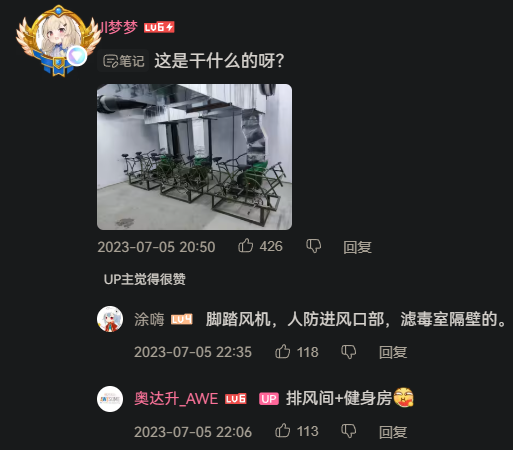 梦梦 LV6
笔记 这是干什么的呀?
2023-07-05 20:50 426 回复
UP主觉得很赞
涂嗨 LV4 脚踏风机，人防进风口部，滤毒室隔壁的。
2023-07-05 22:35 118 回复
奥达升_AWE LV6 UP 排风间+健身房
2023-07-05 22:06 113 回复